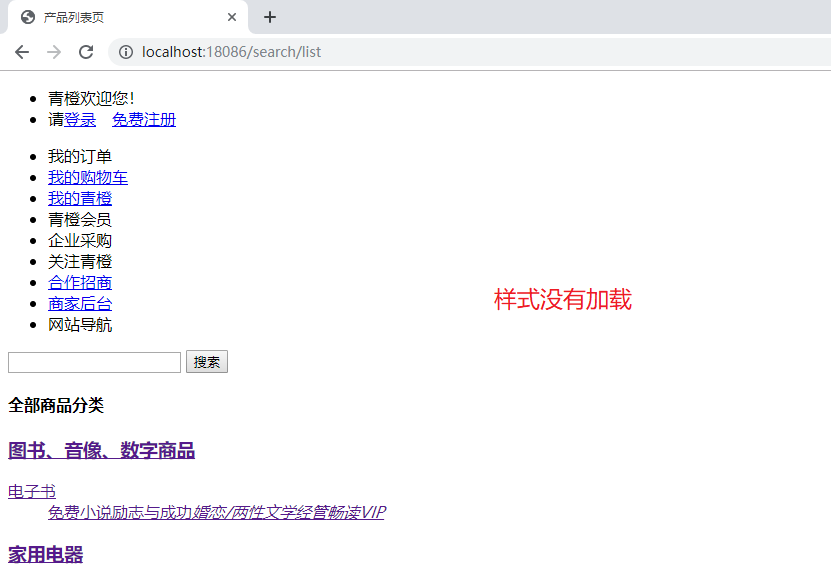 产品列表页
localhost:18086/search/list
青橙欢迎您！
请登录 免费注册
我的订单
我的购物车
我的青橙
青橙会员
企业采购
关注青橙
合作招商
样式没有加载
商家后台
网站导航
搜索
全部商品分类
图书、音像、数字商品
电子书
免费小说励志与成功婚恋/两性文学经管畅读VIP
家用电器